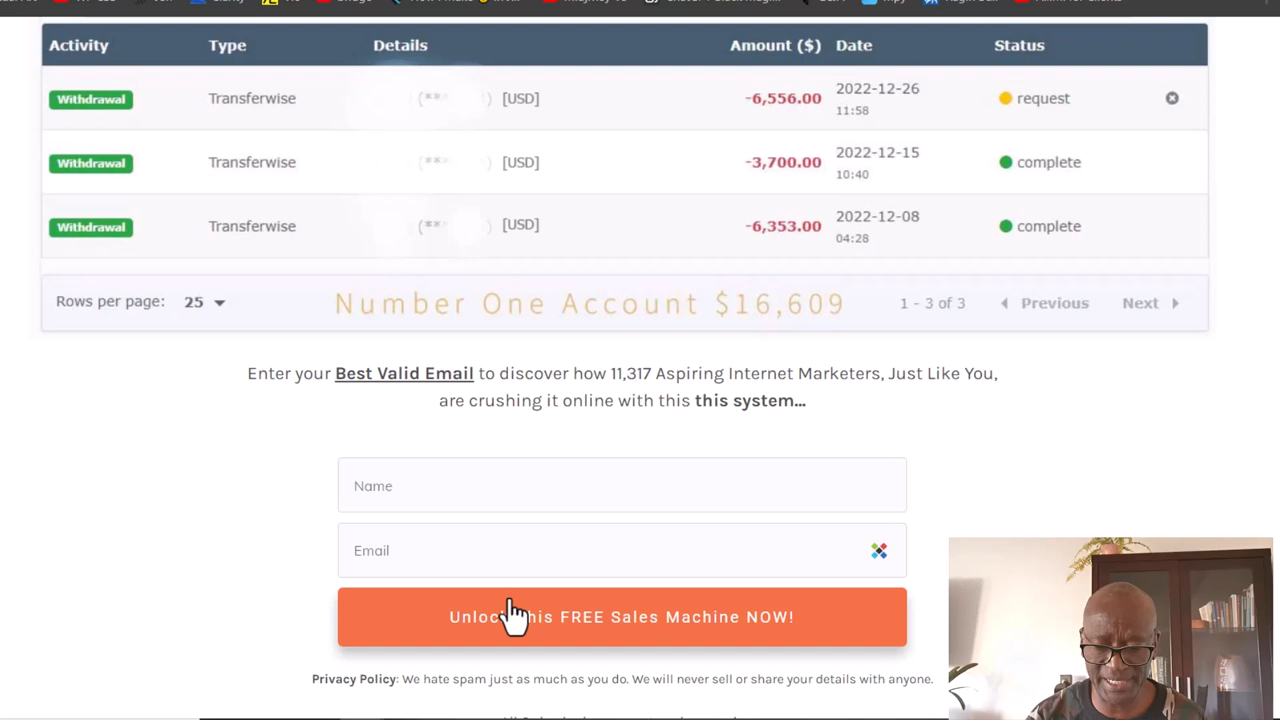 Activity Type Details Amount ($) Date Status
Withdrawal Transferwise (** ) [USD] -6,556.00 2022-12-26 11:58 request
Withdrawal Transferwise (** ) [USD] -3,700.00 2022-12-15 10:40 complete
Withdrawal Transferwise (** ) [USD] -6,353.00 2022-12-08 04:28 complete
Rows per page: 25 Number One Account $16,609 1 - 3 of 3 Previous Next
Enter your Best Valid Email to discover how 11,317 Aspiring Internet Marketers, Just Like You,
are crushing it online with this this system...
Name
Email
Unlock This FREE Sales Machine NOW!
Privacy Policy: We hate spam just as much as you do. We will never sell or share your details with anyone.